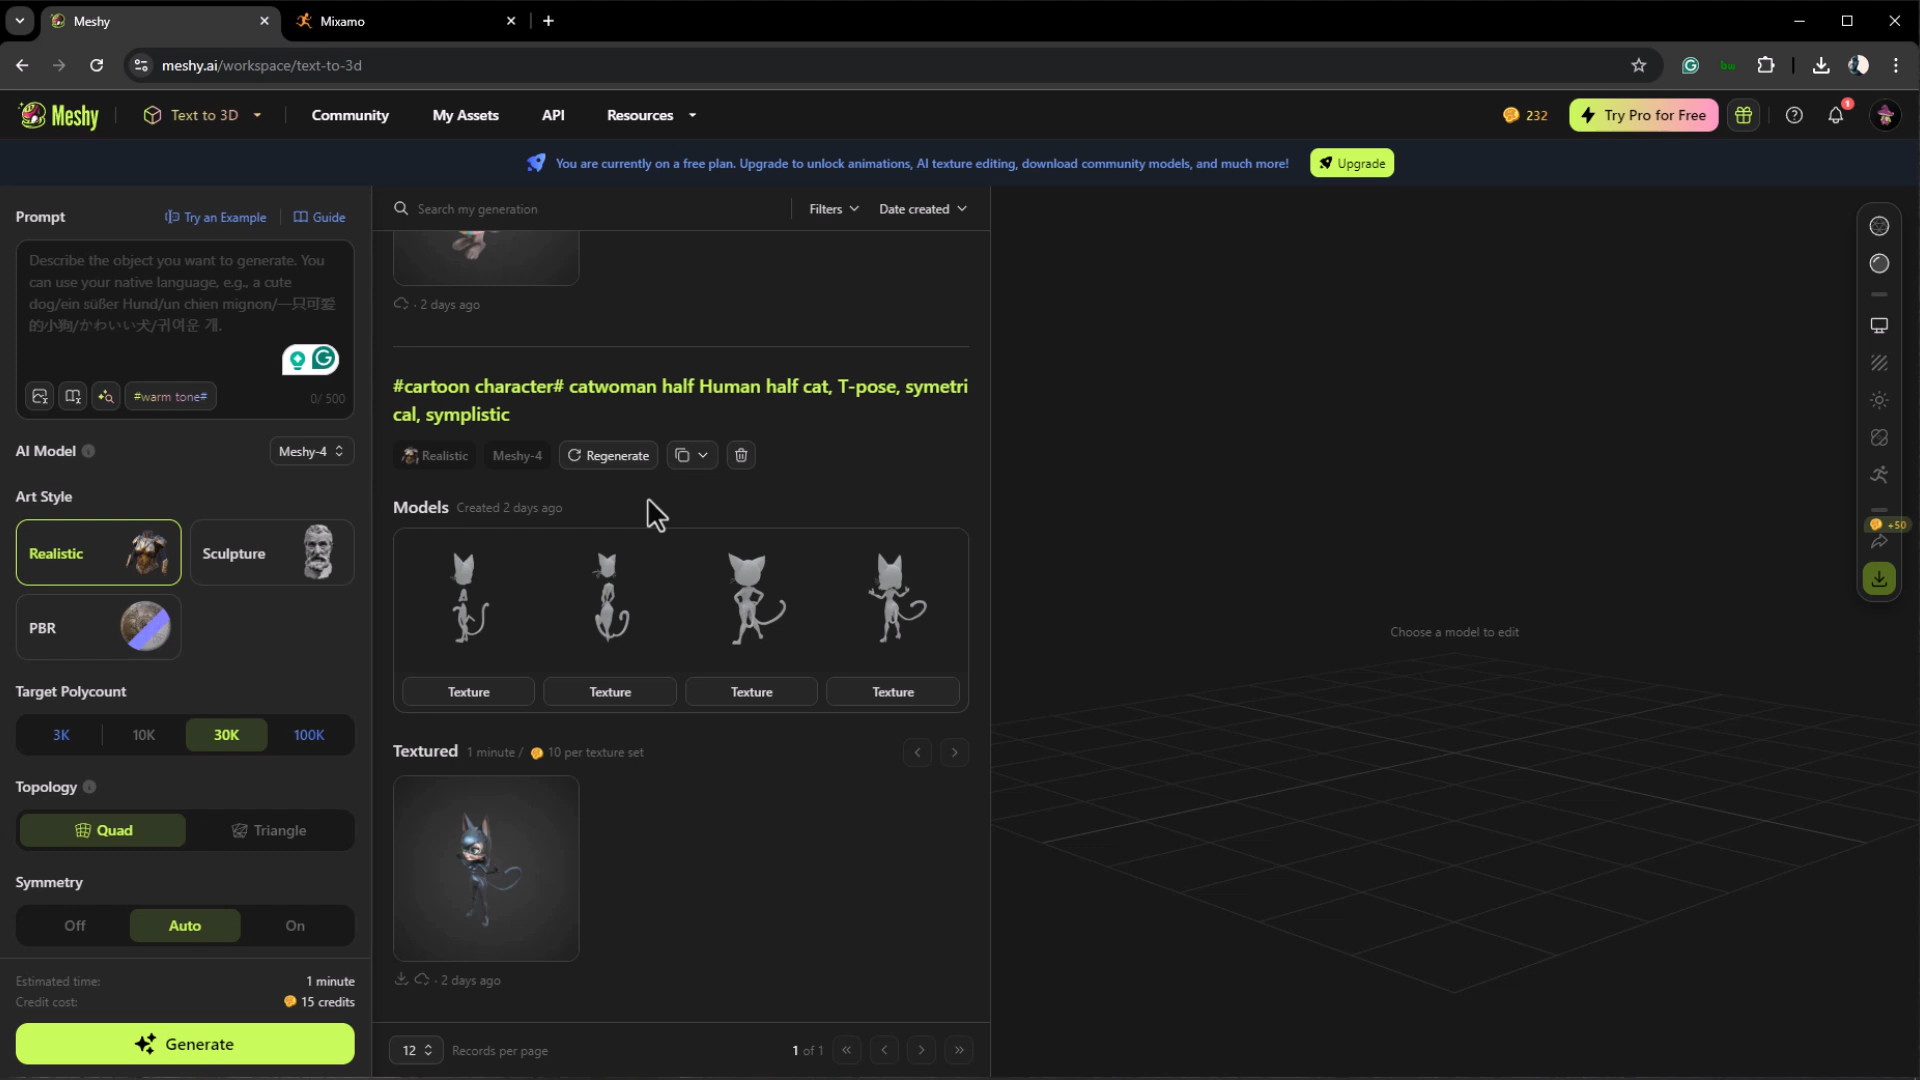 Meshy
Mixamo
meshy.ai/workspace/text-to-3d
Meshy
Text to 3D
Community
My Assets
API
Resources
232
Try Pro for Free
1
You are currently on a free plan. Upgrade to unlock animations, AI texture editing, download community models, and much more!
Upgrade
Prompt
Try an Example
Guide
Describe the object you want to generate. You
can use your native language, e.g., a cute
dog/ein süßer Hund/un chien mignon/一只可爱
的小狗/かわいい犬/귀여운 개.
#warm tone#
0/ 500
AI Model
Meshy-4
Art Style
Realistic
Sculpture
PBR
Target Polycount
3K
10K
30K
100K
Topology
Quad
Triangle
Symmetry
Off
Auto
On
Estimated time:
1 minute
Credit cost:
15 credits
Generate
Search my generation
Filters
Date created
· 2 days ago
#cartoon character# catwoman half Human half cat, T-pose, symetri
cal, symplistic
Realistic
Meshy-4
Regenerate
Models
Created 2 days ago
Texture
Texture
Texture
Texture
Textured
1 minute /
10 per texture set
· 2 days ago
12
Records per page
1 of 1
Choose a model to edit
+50